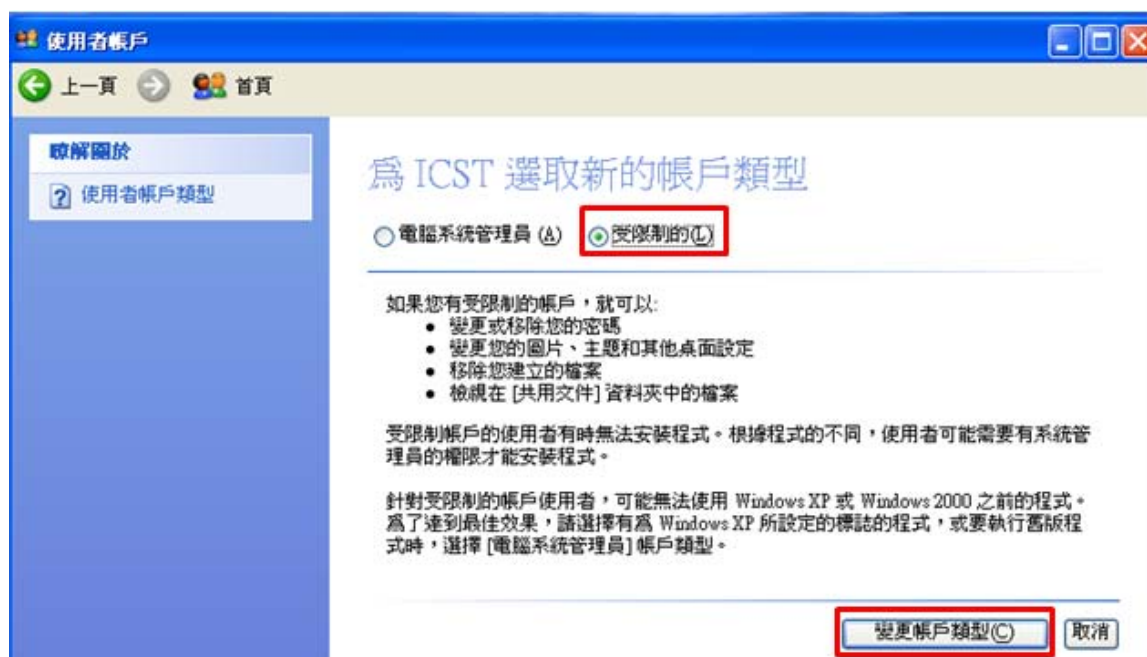 使用者帳戶
上一頁 首頁
瞭解關於
使用者帳戶類型
為 ICST 選取新的帳戶類型
電腦系統管理員 (A) 受限制的(L)
如果您有受限制的帳戶，就可以:
• 變更或移除您的密碼
• 變更您的圖片、主題和其他桌面設定
• 移除您建立的檔案
• 檢視在 [共用文件] 資料夾中的檔案
受限制帳戶的使用者有時無法安裝程式。根據程式的不同，使用者可能需要有系統管
理員的權限才能安裝程式。
針對受限制的帳戶使用者，可能無法使用 Windows XP 或 Windows 2000 之前的程式。
為了達到最佳效果，請選擇有為 Windows XP 所設定的標誌的程式，或要執行舊版程
式時，選擇 [電腦系統管理員] 帳戶類型。
變更帳戶類型(C) 取消